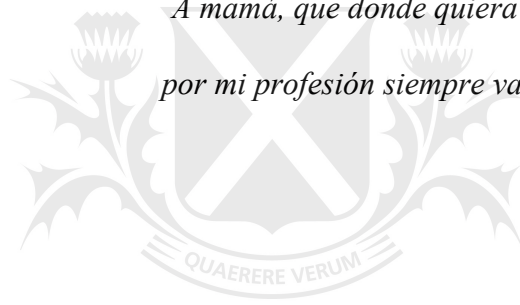 A mamá, que donde quiera
por mi profesión siempre va
QUAERERE VERUM